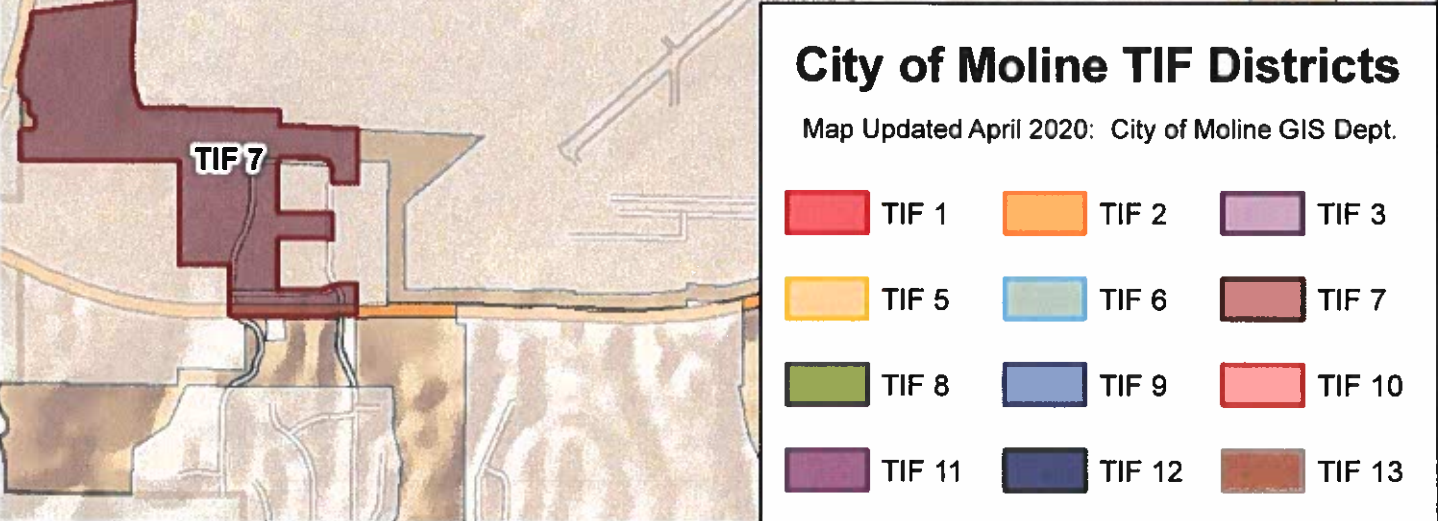 TIF 7
City of Moline TIF Districts
Map Updated April 2020: City of Moline GIS Dept.
TIF 1
TIF 2
TIF 3
TIF 5
TIF 6
TIF 7
TIF 8
TIF 9
TIF 10
TIF 11
TIF 12
TIF 13